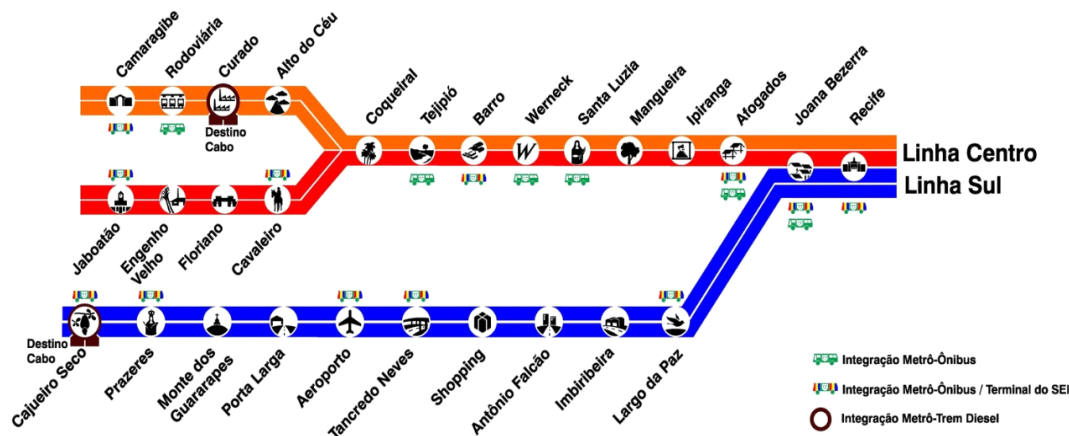 Camaragibe
Rodoviária
Curado
Alto do Céu
Destino
Cabo
Coqueiral
Tejipió
Barro
Werneck
Santa Luzia
Mangueira
Ipiranga
Afogados
Joana Bezerra
Recife
W
Linha Centro
Linha Sul
Jaboatão
Engenho
Velho
Floriano
Cavaleiro
Destino
Cabo
Cajueiro Seco
Prazeres
Monte dos
Guararapes
Porta Larga
Aeroporto
Tancredo Neves
Shopping
Antônio Falcão
Imbiribeira
Largo da Paz
Integração Metrô-Ônibus
Integração Metrô-Ônibus / Terminal do SEI
Integração Metrô-Trem Diesel